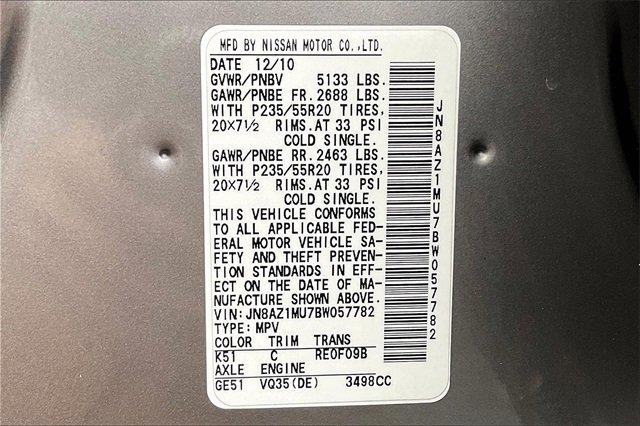 MFD BY NISSAN MOTOR CO.,LTD.
DATE 12/10
GVWR/PNBV 5133 LBS.
GAWR/PNBE FR. 2688 LBS.
WITH P235/55R20 TIRES,
20×7½ RIMS.AT 33 PSI
COLD SINGLE.
GAWR/PNBE RR. 2463 LBS.
WITH P235/55R20 TIRES,
20×7½ RIMS.AT 33 PSI
COLD SINGLE.
THIS VEHICLE CONFORMS
TO ALL APPLICABLE FED-
ERAL MOTOR VEHICLE SA-
FETY AND THEFT PREVEN-
TION STANDARDS IN EFF-
ECT ON THE DATE OF MA-
NUFACTURE SHOWN ABOVE.
VIN: JN8AZ1MU7BW057782
TYPE: MPV
COLOR TRIM TRANS
K51 C RE0F09B
AXLE ENGINE
GE51 VQ35(DE) 3498CC
JN8AZ1MU7BW057782